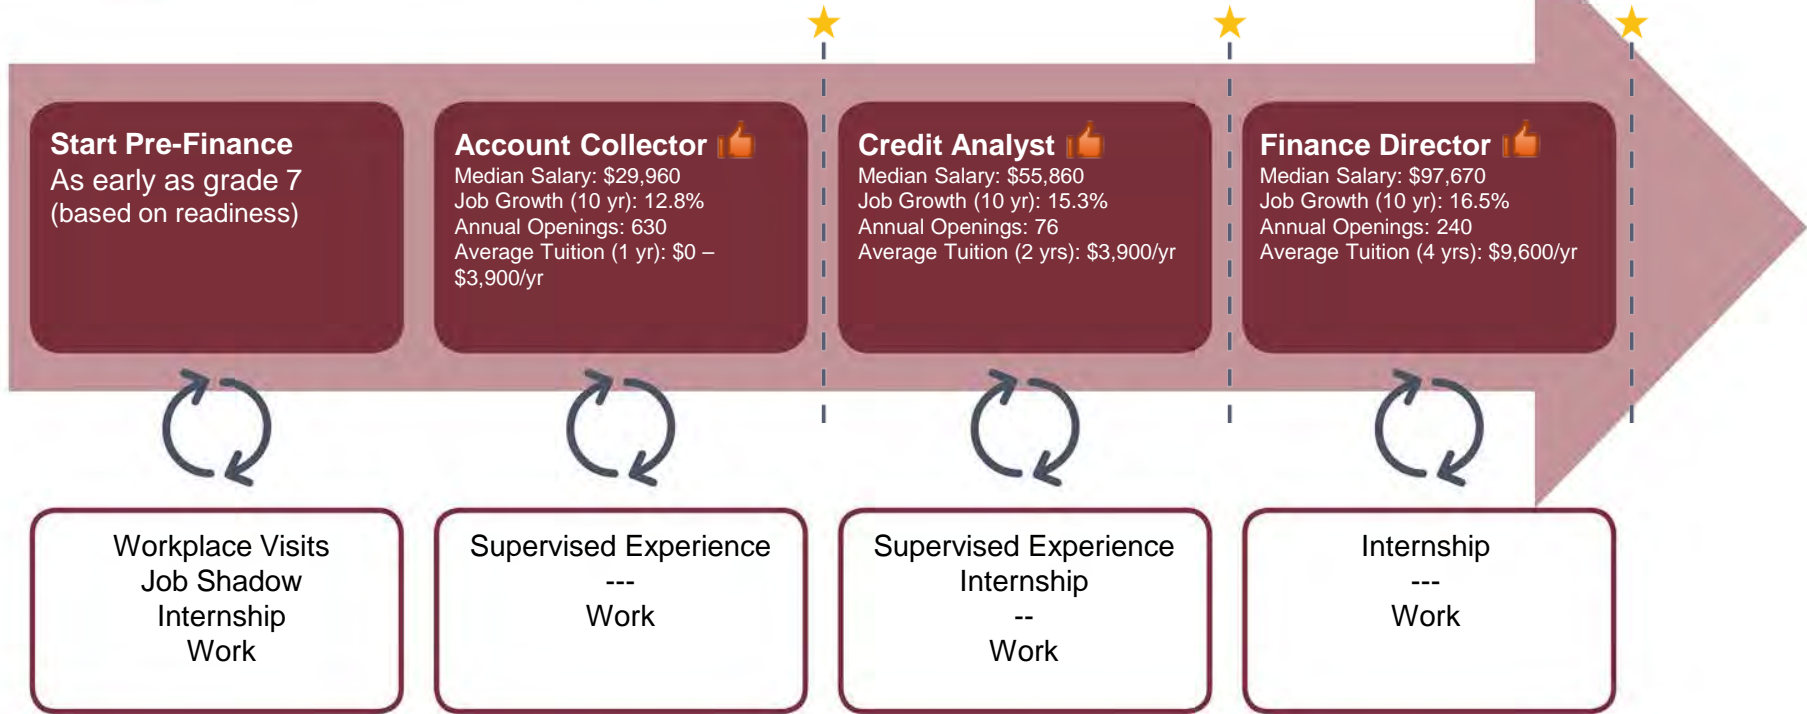 Start Pre-Finance
As early as grade 7
(based on readiness)
Account Collector
Median Salary: $29,960
Job Growth (10 yr): 12.8%
Annual Openings: 630
Average Tuition (1 yr): $0 –
$3,900/yr
Credit Analyst
Median Salary: $55,860
Job Growth (10 yr): 15.3%
Annual Openings: 76
Average Tuition (2 yrs): $3,900/yr
Finance Director
Median Salary: $97,670
Job Growth (10 yr): 16.5%
Annual Openings: 240
Average Tuition (4 yrs): $9,600/yr
Workplace Visits
Job Shadow
Internship
Work
Supervised Experience
---
Work
Supervised Experience
Internship
--
Work
Internship
---
Work